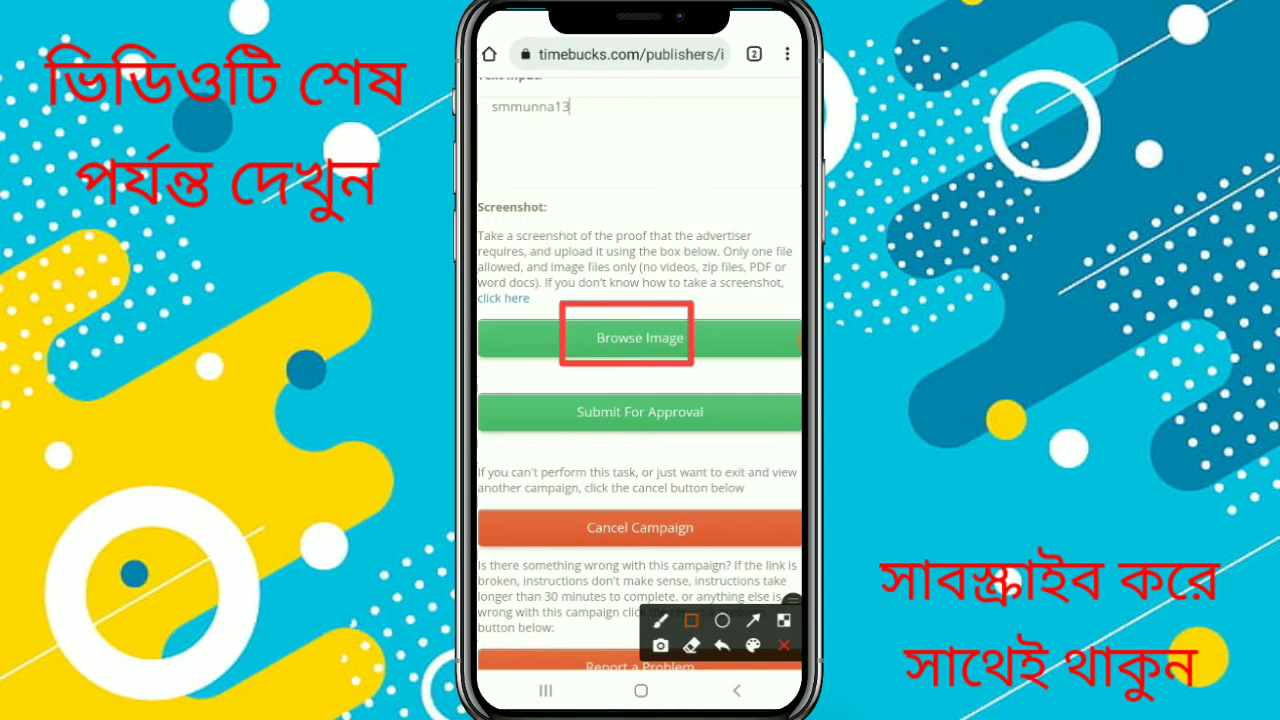 ভিডিওটি শেষ
পর্যন্ত দেখুন
2
timebucks.com/publishers/i
Text Input:
smmunna13
Screenshot:
Take a screenshot of the proof that the advertiser
requires, and upload it using the box below. Only one file
allowed, and image files only (no videos, zip files, PDF or
word docs). If you don't know how to take a screenshot,
click here
Browse Image
Submit For Approval
If you can't perform this task, or just want to exit and view
another campaign, click the cancel button below
Cancel Campaign
Is there something wrong with this campaign? If the link is
broken, instructions don't make sense, instructions take
longer than 30 minutes to complete, or anything else is
wrong with this campaign click
button below:
Report a Problem
সাবস্ক্রাইব করে
সাথেই থাকুন